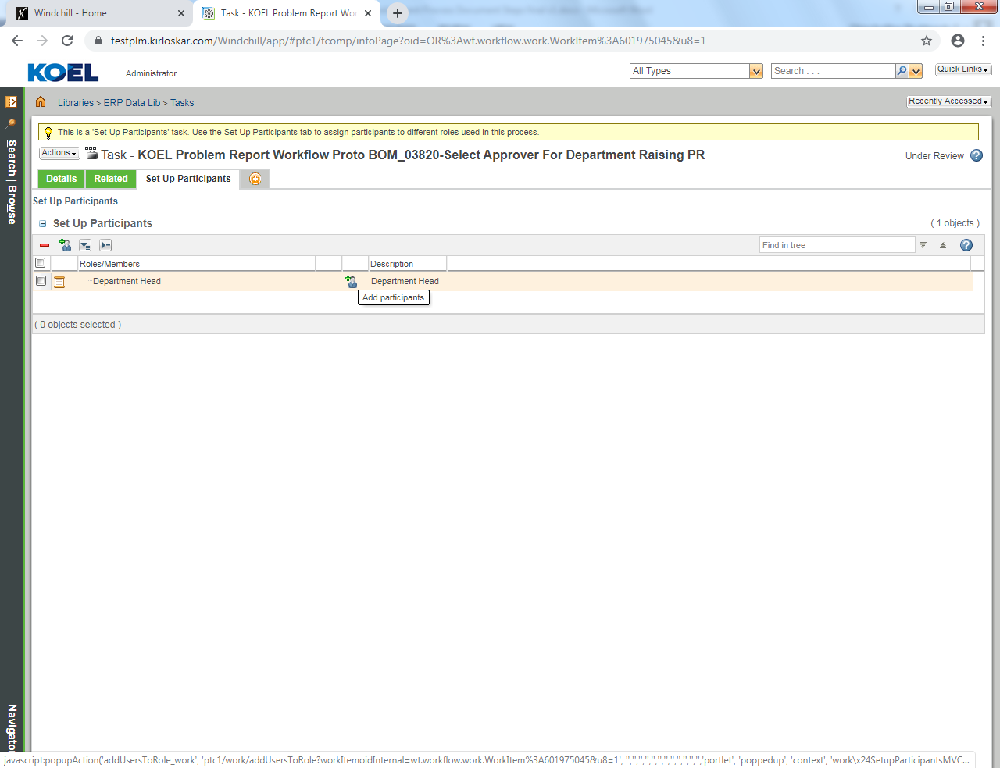 Windchill - Home
Task - KOEL Problem Report Wor
testplm.kirloskar.com/Windchill/app/#ptc1/tcomp/infoPage?oid=OR%3Awt.workflow.work.WorkItem%3A601975045&u8=1
KOEL
Administrator
All Types
Search . . .
Quick Links
Libraries > ERP Data Lib > Tasks
Recently Accessed
This is a 'Set Up Participants' task. Use the Set Up Participants tab to assign participants to different roles used in this process.
Actions
Task - KOEL Problem Report Workflow Proto BOM_03820-Select Approver For Department Raising PR
Under Review
Details
Related
Set Up Participants
Search | Browse
Set Up Participants
Set Up Participants
( 1 objects )
Find in tree
Roles/Members
Description
Department Head
Department Head
Add participants
( 0 objects selected )
Navigato
javascript:popupAction('addUsersToRole_work', 'ptc1/work/addUsersToRole?workItemoidInternal=wt.workflow.work.WorkItem%3A601975045&u8=1', '','','','','','','','','','','','','portlet', 'poppedup', 'context', 'work\x24SetupParticipantsMVC...